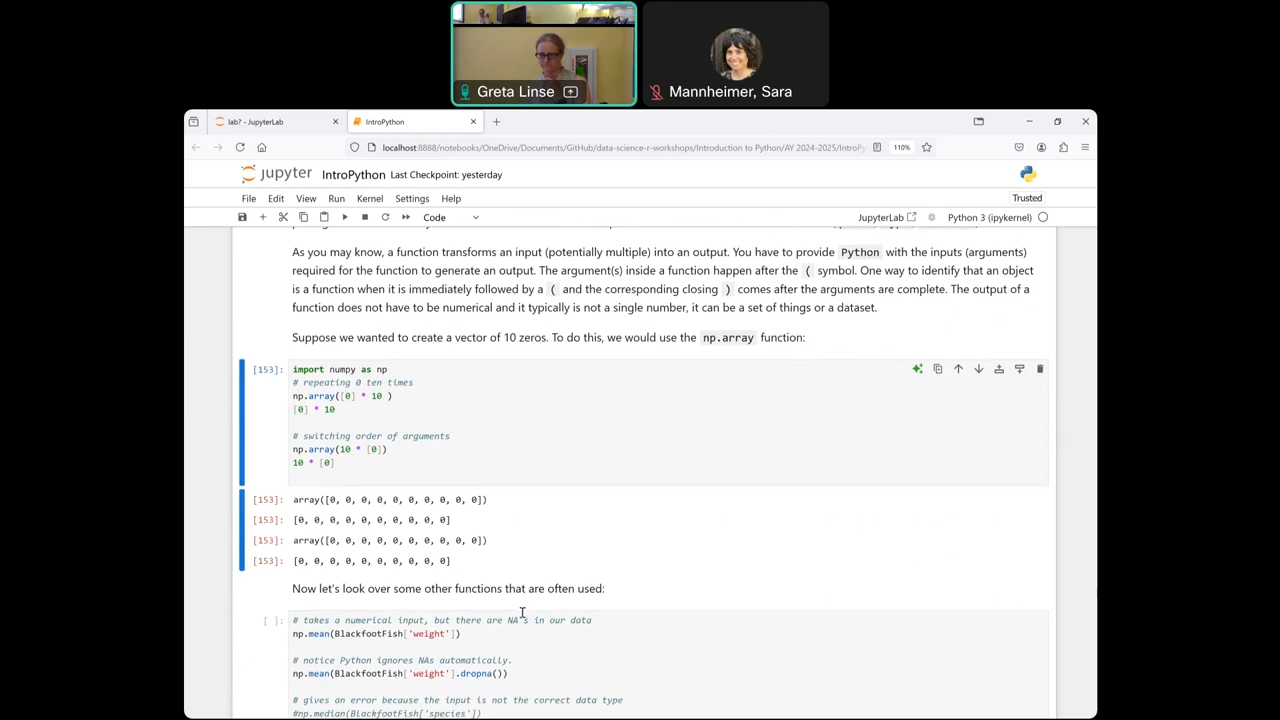 Greta Linse
Mannheimer, Sara
lab? - JupyterLab
IntroPython
localhost:8888/notebooks/OneDrive/Documents/GitHub/data-science-r-workshops/Introduction to Python/AY 2024-2025/IntroPy
110%
jupyter IntroPython Last Checkpoint: yesterday
File Edit View Run Kernel Settings Help
Trusted
Code
JupyterLab
Python 3 (ipykernel)
As you may know, a function transforms an input (potentially multiple) into an output. You have to provide Python with the inputs (arguments)
required for the function to generate an output. The argument(s) inside a function happen after the ( symbol. One way to identify that an object
is a function when it is immediately followed by a ( and the corresponding closing ) comes after the arguments are complete. The output of a
function does not have to be numerical and it typically is not a single number, it can be a set of things or a dataset.
Suppose we wanted to create a vector of 10 zeros. To do this, we would use the np.array function:
[153]: import numpy as np
# repeating 0 ten times
np.array([0] * 10 )
[0] * 10
# switching order of arguments
np.array(10 * [0])
10 * [0]
[153]: array([0, 0, 0, 0, 0, 0, 0, 0, 0, 0])
[153]: [0, 0, 0, 0, 0, 0, 0, 0, 0, 0]
[153]: array([0, 0, 0, 0, 0, 0, 0, 0, 0, 0])
[153]: [0, 0, 0, 0, 0, 0, 0, 0, 0, 0]
Now let's look over some other functions that are often used:
[ ]: # takes a numerical input, but there are NA's in our data
np.mean(BlackfootFish['weight'])
# notice Python ignores NAs automatically.
np.mean(BlackfootFish['weight'].dropna())
# gives an error because the input is not the correct data type
#np.median(BlackfootFish['species'])